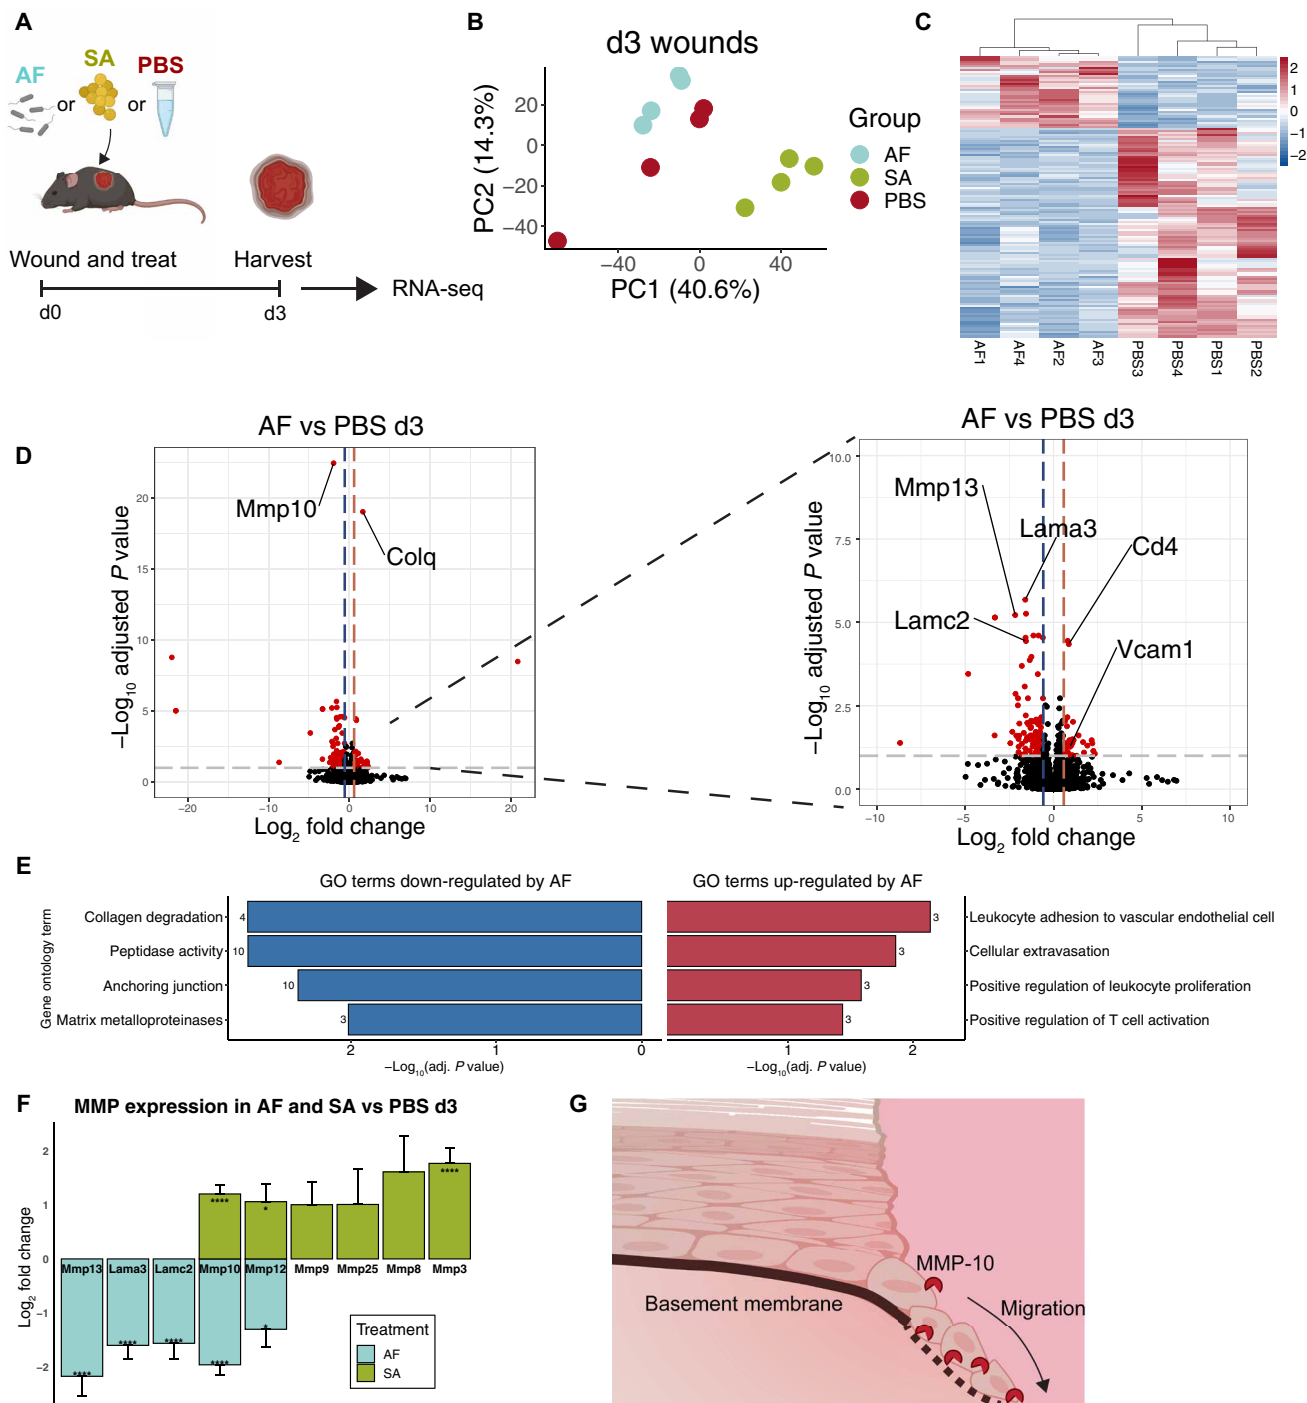 A
AF
SA
PBS
or
or
Wound and treat
Harvest
d0
d3
RNA-seq
B
d3 wounds
PC2 (14.3%)
20
0
−20
−40
−40
0
40
PC1 (40.6%)
Group
AF
SA
PBS
C
2
1
0
−1
−2
AF1
AF4
AF2
AF3
PBS3
PBS4
PBS1
PBS2
D
AF vs PBS d3
−Log10 adjusted P value
20
15
10
5
0
Mmp10
Colq
−20
−10
0
10
20
Log2 fold change
AF vs PBS d3
−Log10 adjusted P value
10.0
7.5
5.0
2.5
0.0
Mmp13
Lama3
Cd4
Lamc2
Vcam1
−10
−5
0
5
10
Log2 fold change
E
GO terms down-regulated by AF
Gene ontology term
Collagen degradation
4
Peptidase activity
10
Anchoring junction
10
Matrix metalloproteinases
3
2
1
0
−Log10(adj. P value)
GO terms up-regulated by AF
3
Leukocyte adhesion to vascular endothelial cell
3
Cellular extravasation
3
Positive regulation of leukocyte proliferation
3
Positive regulation of T cell activation
1
2
−Log10(adj. P value)
F
MMP expression in AF and SA vs PBS d3
Log2 fold change
2
1
0
−1
−2
****
*
****
Mmp13
Lama3
Lamc2
Mmp10
Mmp12
Mmp9
Mmp25
Mmp8
Mmp3
****
****
****
****
*
Treatment
AF
SA
G
MMP-10
Basement membrane
Migration